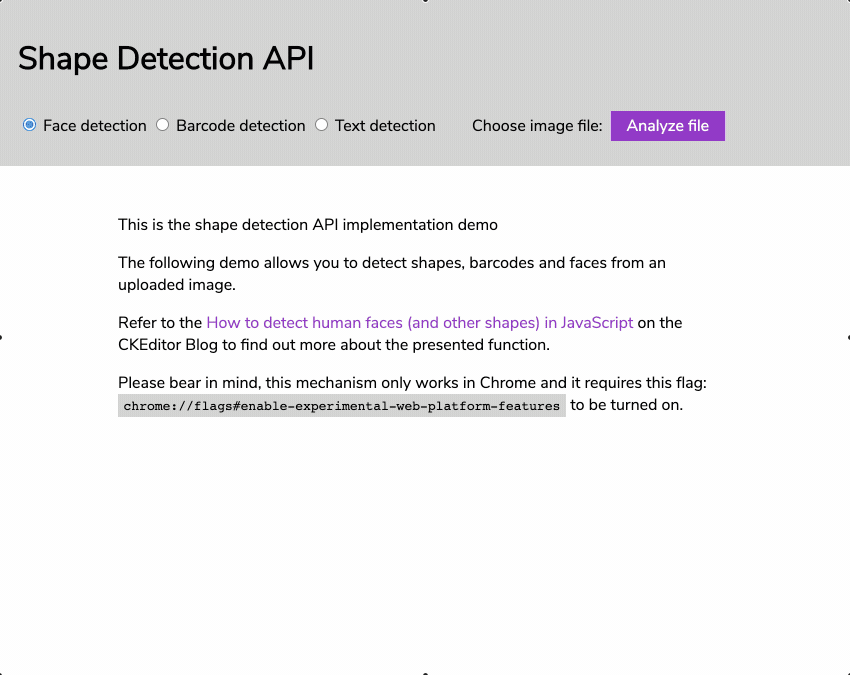 Shape Detection API
Face detection Barcode detection Text detection Choose image file: Analyze file
This is the shape detection API implementation demo
The following demo allows you to detect shapes, barcodes and faces from an
uploaded image.
Refer to the How to detect human faces (and other shapes) in JavaScript on the
CKEditor Blog to find out more about the presented function.
Please bear in mind, this mechanism only works in Chrome and it requires this flag:
chrome://flags#enable-experimental-web-platform-features to be turned on.